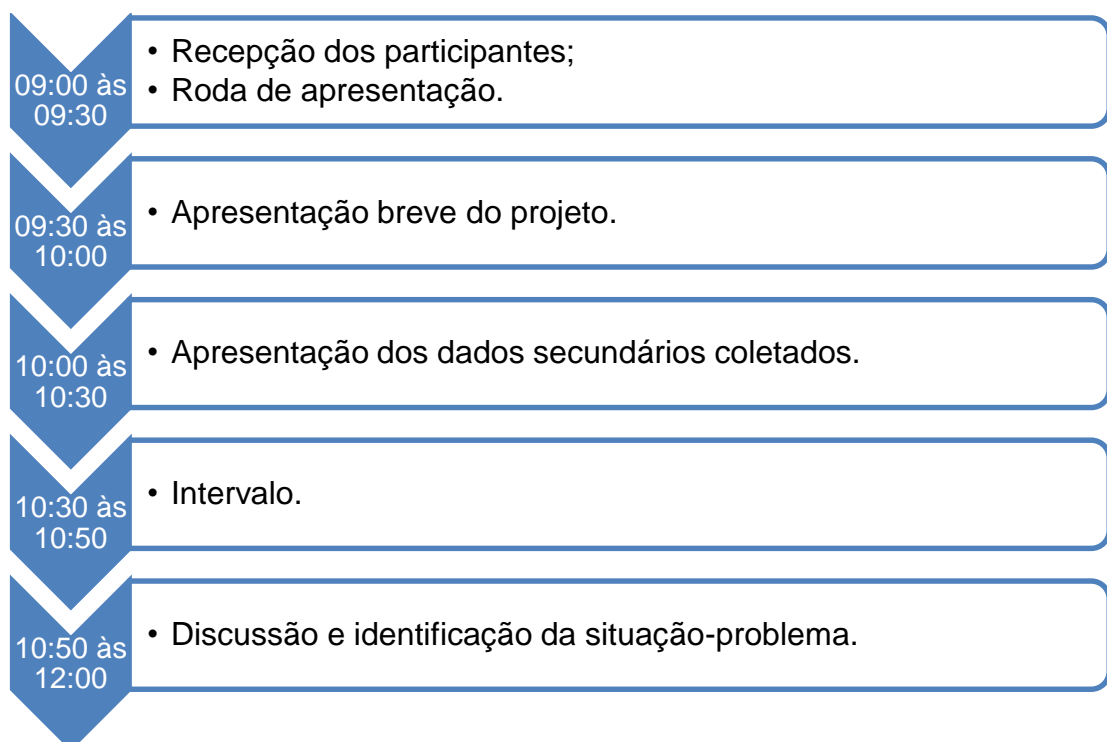 09:00 às
09:30
• Recepção dos participantes;
• Roda de apresentação.
09:30 às
10:00
• Apresentação breve do projeto.
10:00 às
10:30
• Apresentação dos dados secundários coletados.
10:30 às
10:50
• Intervalo.
10:50 às
12:00
• Discussão e identificação da situação-problema.